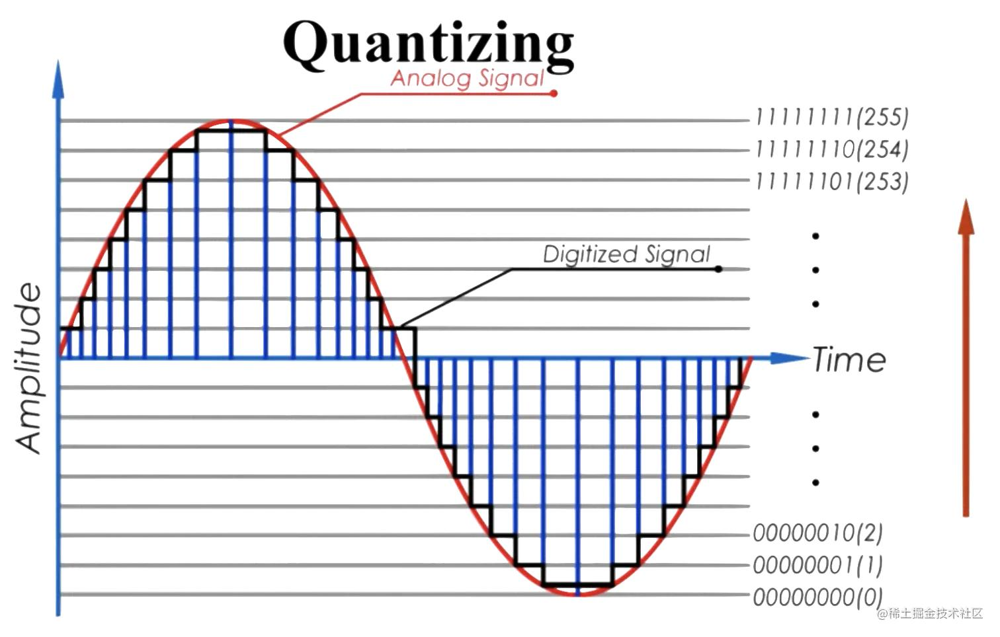 Quantizing
Analog Signal
11111111(255)
11111110(254)
11111101(253)
Digitized Signal
Amplitude
Time
00000010(2)
00000001(1)
00000000(0)
@稀土掘金技术社区